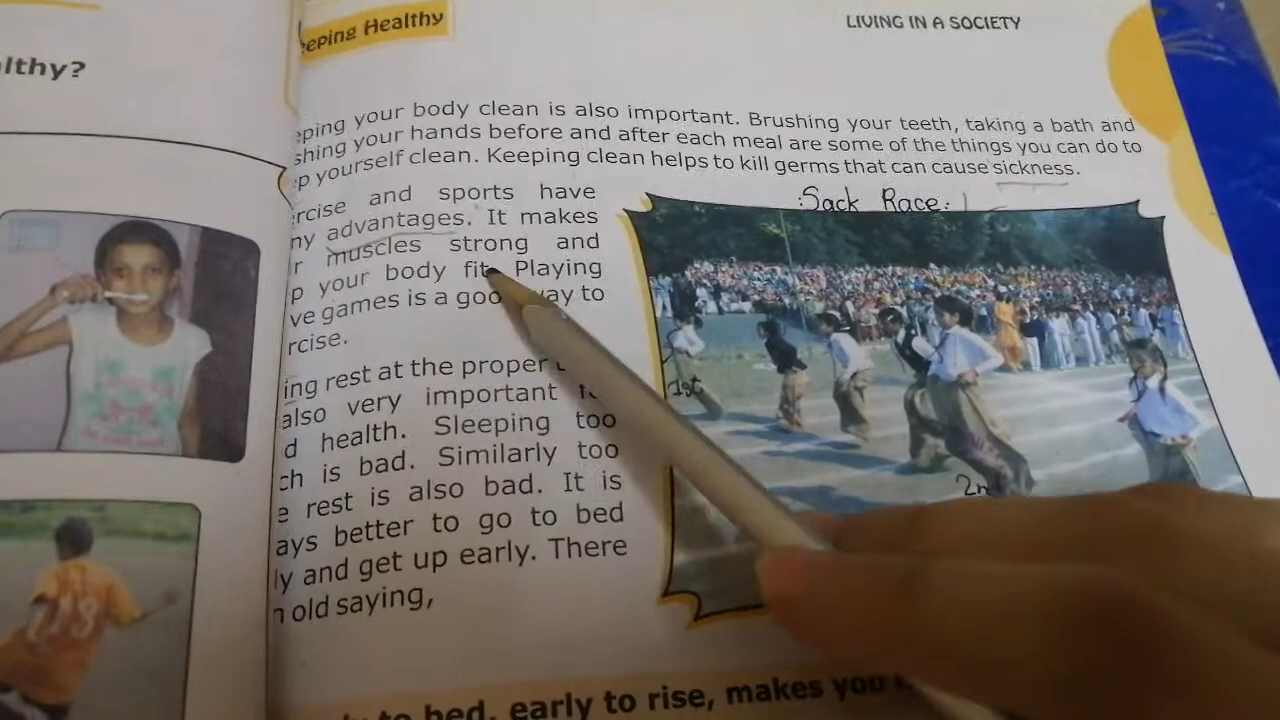 lthy?
eping Healthy
LIVING IN A SOCIETY
ping your body clean is also important. Brushing your teeth, taking a bath and
shing your hands before and after each meal are some of the things you can do to
p yourself clean. Keeping clean helps to kill germs that can cause sickness.
Sack Race:
rcise and sports have
ny advantages. It makes
r muscles strong and
p your body fit. Playing
ve games is a goo way to
rcise.
ing rest at the proper
also very important
d health. Sleeping too
ch is bad. Similarly too
e rest is also bad. It is
ays better to go to bed
ly and get up early. There
n old saying,
1st
2n
to bed, early to rise, makes you